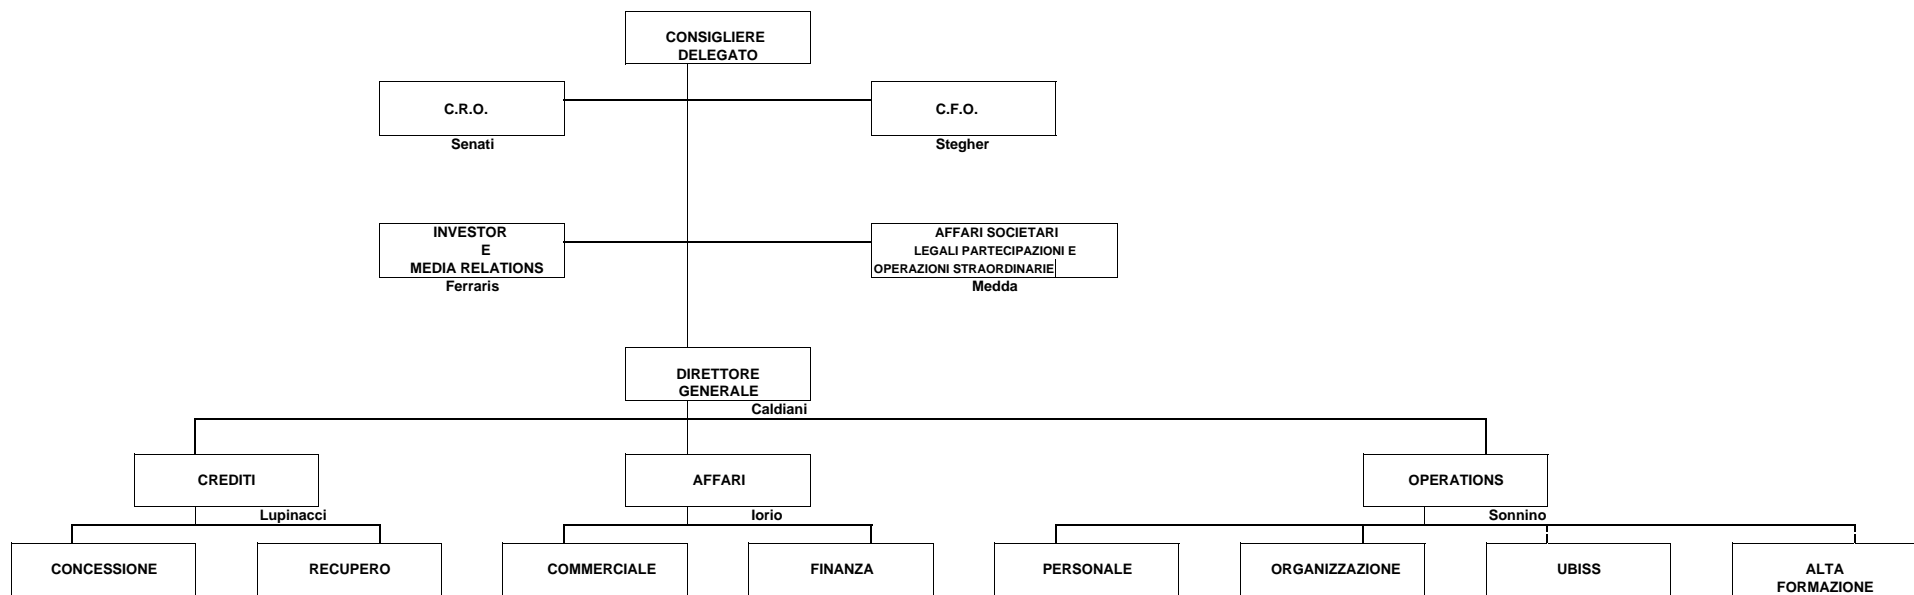 CONSIGLIERE
DELEGATO
C.R.O.
C.F.O.
Senati
Stegher
INVESTOR
E
MEDIA RELATIONS
AFFARI SOCIETARI
LEGALI PARTECIPAZIONI E
OPERAZIONI STRAORDINARIE
Ferraris
Medda
DIRETTORE
GENERALE
Caldiani
CREDITI
AFFARI
OPERATIONS
Lupinacci
Iorio
Sonnino
CONCESSIONE
RECUPERO
COMMERCIALE
FINANZA
PERSONALE
ORGANIZZAZIONE
UBISS
ALTA
FORMAZIONE